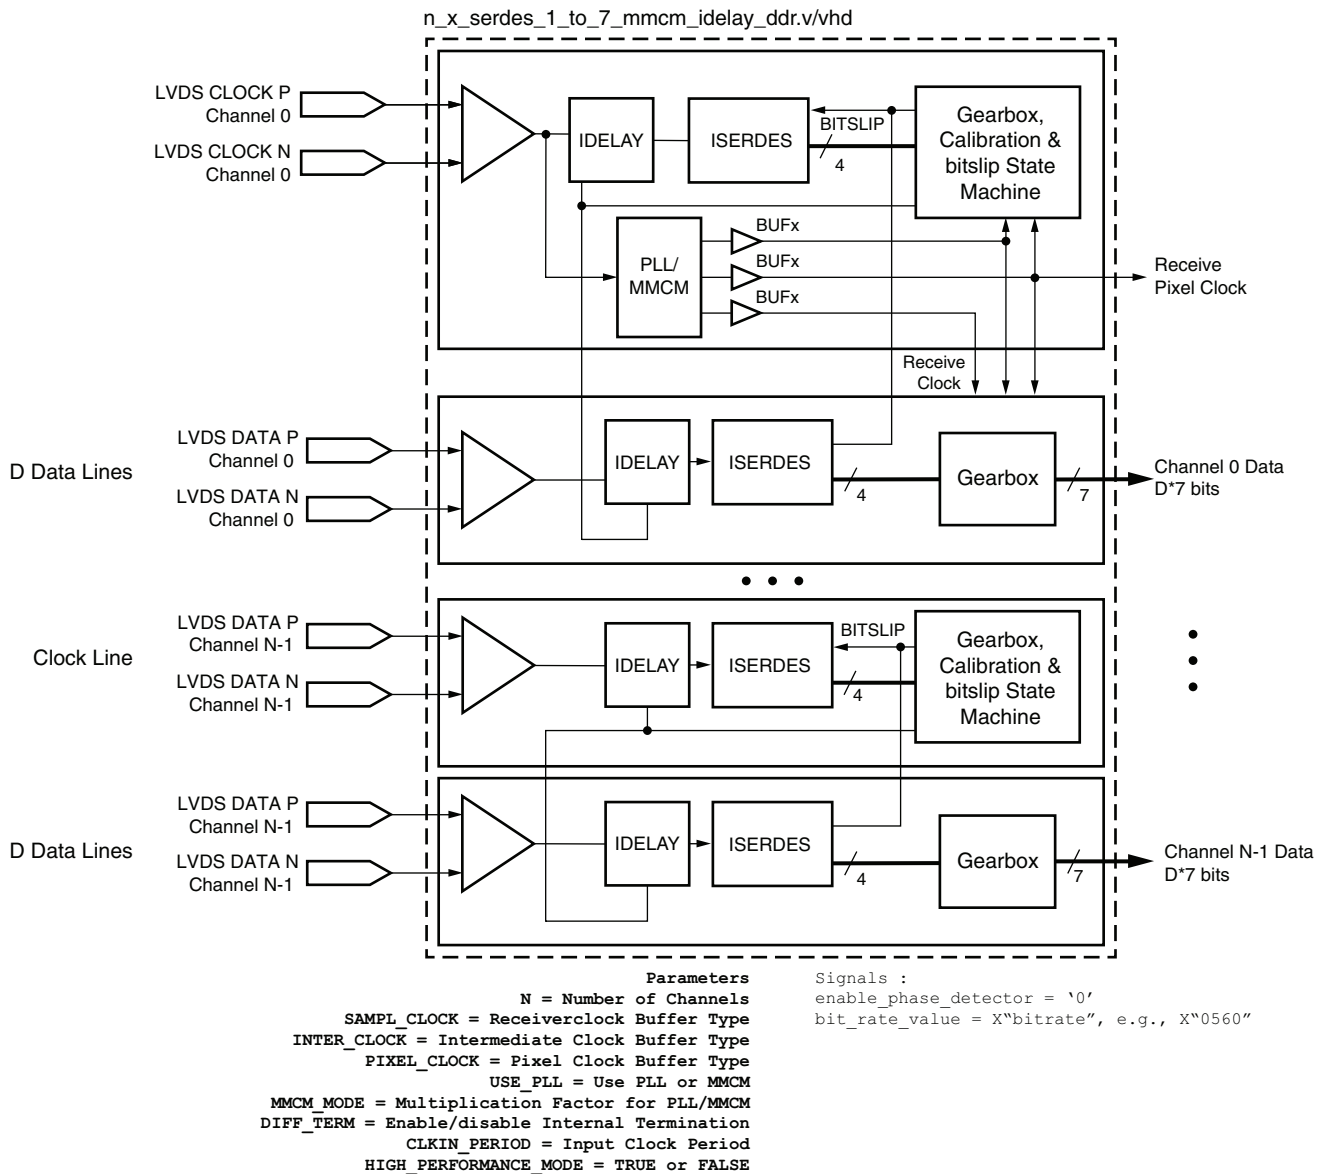 n_x_serdes_1_to_7_mmcm_idelay_ddr.v/vhd
LVDS CLOCK P
Channel 0
LVDS CLOCK N
Channel 0
IDELAY
ISERDES
BITSLIP
4
Gearbox,
Calibration &
bitslip State
Machine
PLL/
MMCM
BUFx
BUFx
BUFx
Receive
Pixel Clock
Receive
Clock
D Data Lines
LVDS DATA P
Channel 0
LVDS DATA N
Channel 0
IDELAY
ISERDES
4
Gearbox
7
Channel 0 Data
D*7 bits
Clock Line
LVDS DATA P
Channel N-1
LVDS DATA N
Channel N-1
IDELAY
ISERDES
BITSLIP
4
Gearbox,
Calibration &
bitslip State
Machine
D Data Lines
LVDS DATA P
Channel N-1
LVDS DATA N
Channel N-1
IDELAY
ISERDES
4
Gearbox
7
Channel N-1 Data
D*7 bits
Parameters
N = Number of Channels
SAMPL_CLOCK = Receiverclock Buffer Type
INTER_CLOCK = Intermediate Clock Buffer Type
PIXEL_CLOCK = Pixel Clock Buffer Type
USE_PLL = Use PLL or MMCM
MMCM_MODE = Multiplication Factor for PLL/MMCM
DIFF_TERM = Enable/disable Internal Termination
CLKIN_PERIOD = Input Clock Period
HIGH_PERFORMANCE_MODE = TRUE or FALSE
Signals :
enable_phase_detector = ‘0’
bit_rate_value = X“bitrate”, e.g., X“0560”